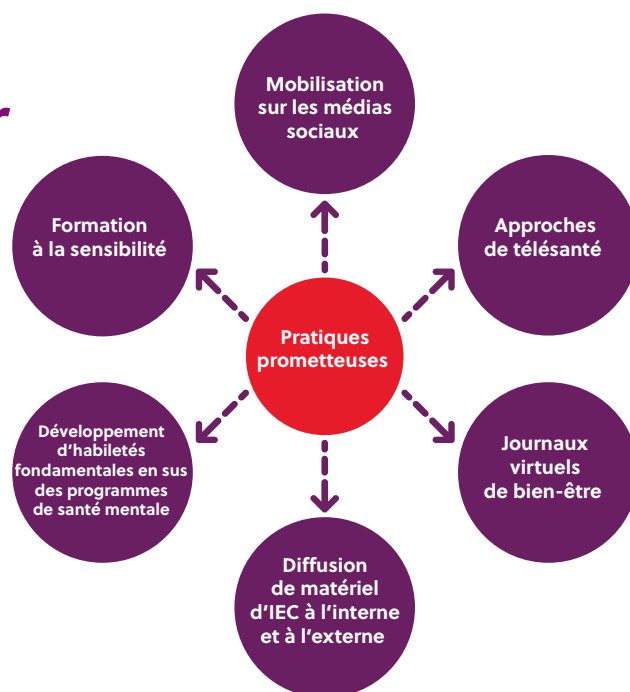 Mobilisation
sur les médias
sociaux
Formation
à la sensibilité
Approches
de télésanté
Pratiques
prometteuses
Développement
d'habiletés
fondamentales en sus
des programmes
de santé mentale
Journaux
virtuels
de bien-être
Diffusion
de matériel
d'IEC à l'interne
et à l'externe